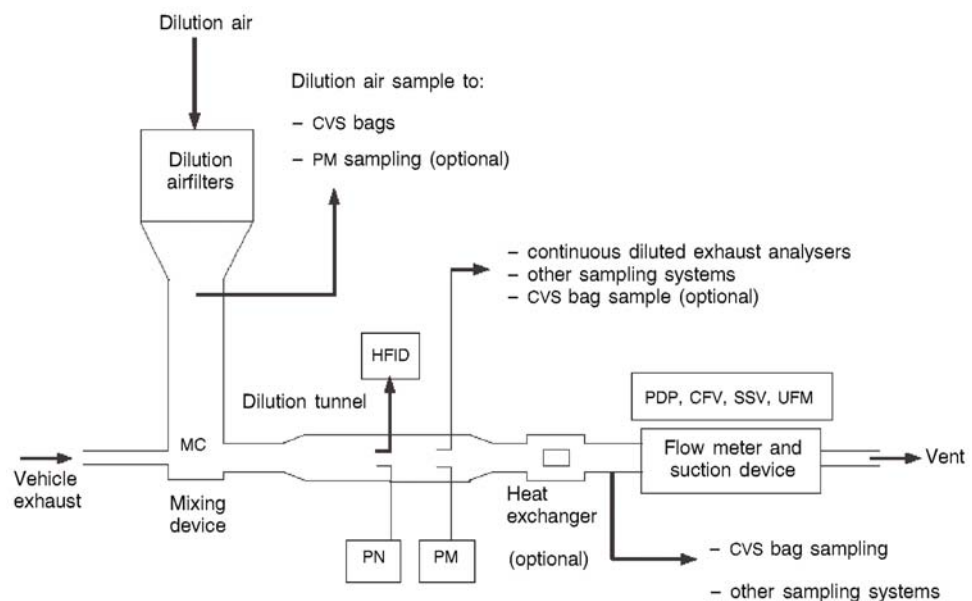 Dilution air
Dilution air sample to:
– CVS bags
– PM sampling (optional)
Dilution
airfilters
– continuous diluted exhaust analysers
– other sampling systems
– CVS bag sample (optional)
HFID
Dilution tunnel
PDP, CFV, SSV, UFM
MC
Flow meter and
suction device
Vent
Vehicle
exhaust
Mixing
device
Heat
exchanger
(optional)
PN
PM
– CVS bag sampling
– other sampling systems